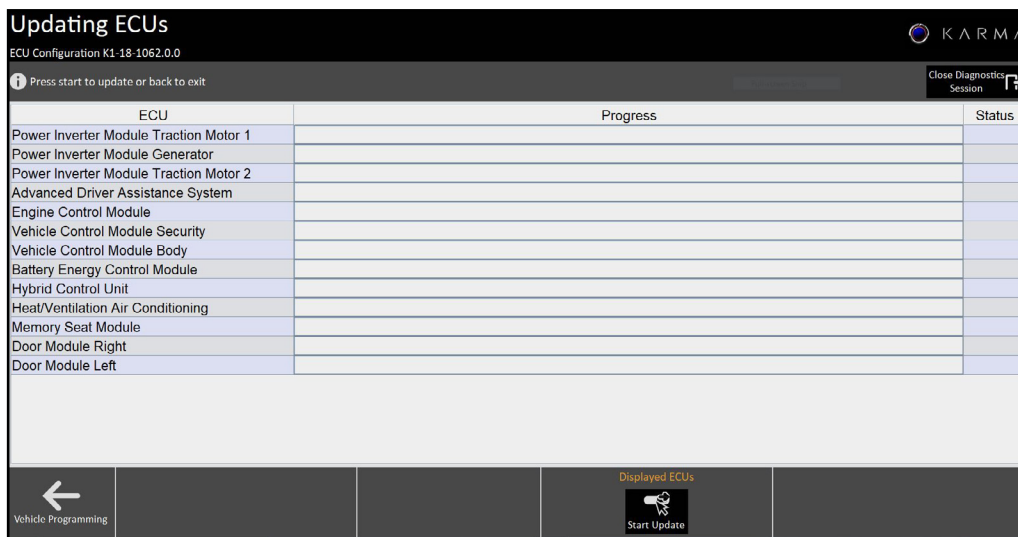 Updating ECUs
ECU Configuration K1-18-1062.0.0
KARMA
Press start to update or back to exit
Close Diagnostics
Session
ECU Progress Status
Power Inverter Module Traction Motor 1
Power Inverter Module Generator
Power Inverter Module Traction Motor 2
Advanced Driver Assistance System
Engine Control Module
Vehicle Control Module Security
Vehicle Control Module Body
Battery Energy Control Module
Hybrid Control Unit
Heat/Ventilation Air Conditioning
Memory Seat Module
Door Module Right
Door Module Left
Vehicle Programming
Displayed ECUs
Start Update